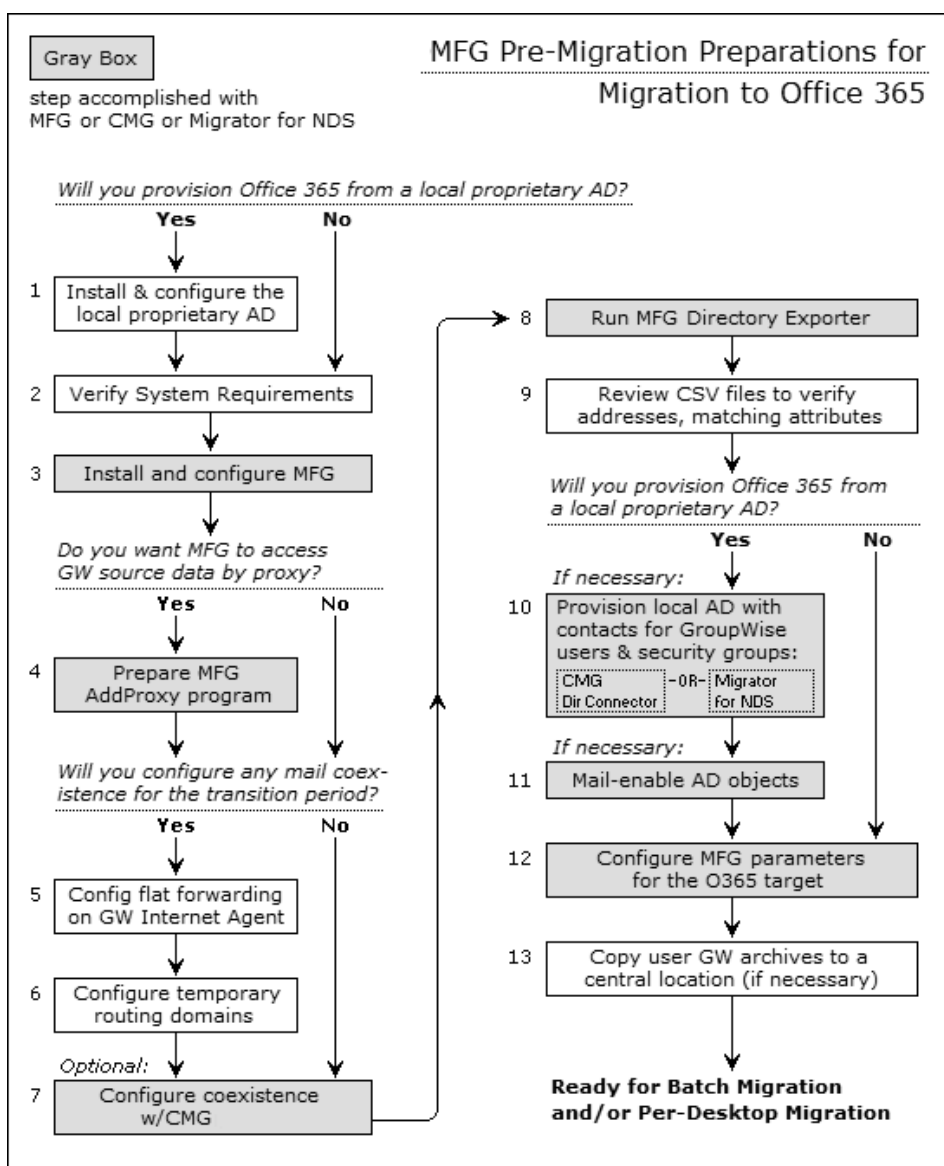 Gray Box
step accomplished with
MFG or CMG or Migrator for NDS
MFG Pre-Migration Preparations for
Migration to Office 365
Will you provision Office 365 from a local proprietary AD?
Yes No
1 Install & configure the
local proprietary AD
2 Verify System Requirements
3 Install and configure MFG
Do you want MFG to access
GW source data by proxy?
Yes No
4 Prepare MFG
AddProxy program
Will you configure any mail coex-
istence for the transition period?
Yes No
5 Config flat forwarding
on GW Internet Agent
6 Configure temporary
routing domains
Optional:
7 Configure coexistence
w/CMG
8 Run MFG Directory Exporter
9 Review CSV files to verify
addresses, matching attributes
Will you provision Office 365 from
a local proprietary AD?
Yes No
If necessary:
10 Provision local AD with
contacts for GroupWise
users & security groups:
CMG -OR- Migrator
Dir Connector for NDS
If necessary:
11 Mail-enable AD objects
12 Configure MFG parameters
for the O365 target
13 Copy user GW archives to a
central location (if necessary)
Ready for Batch Migration
and/or Per-Desktop Migration